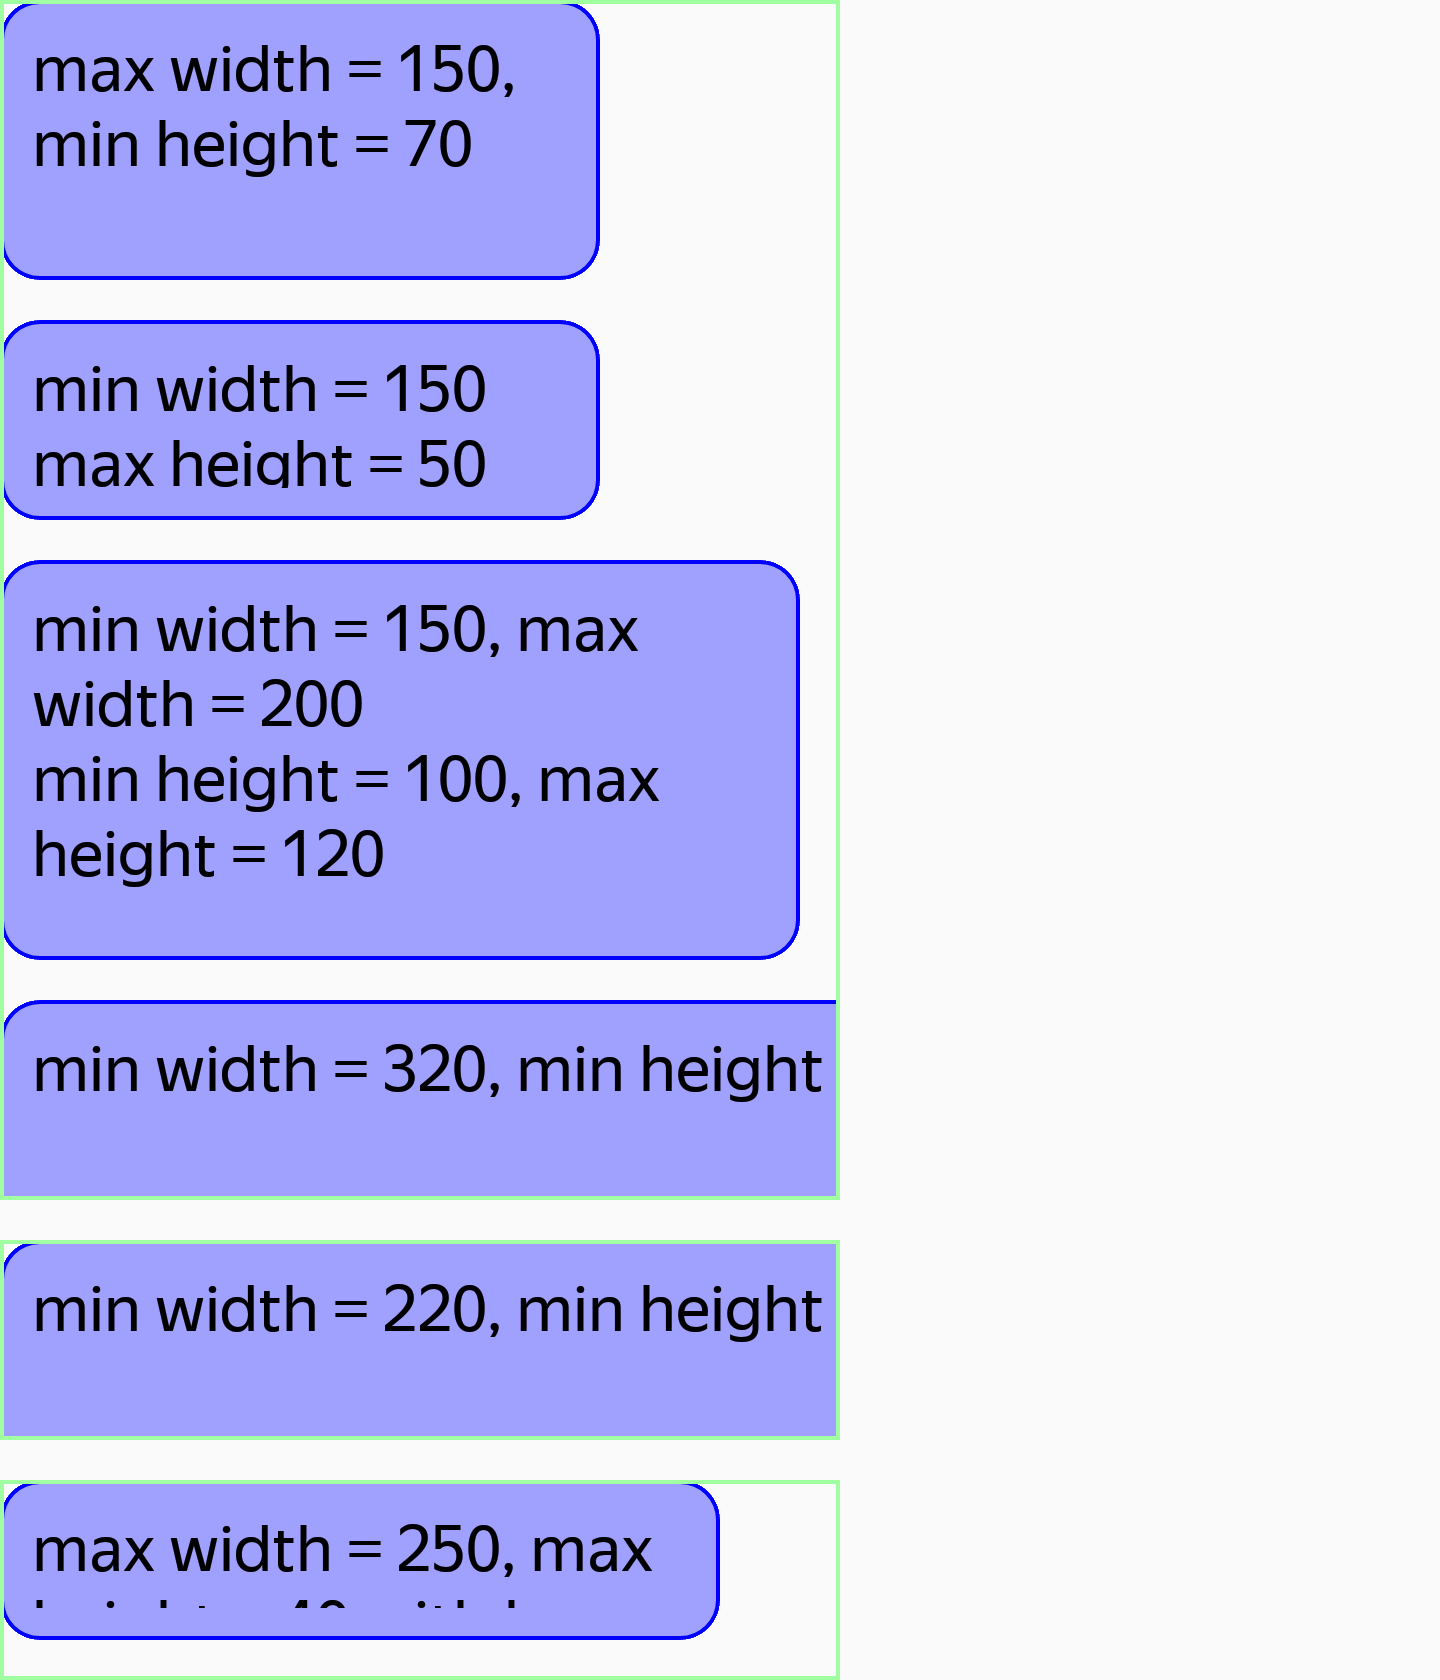 max width = 150,
min height = 70
min width = 150
max height = 50
min width = 150, max
width = 200
min height = 100, max
height = 120
min width = 320, min height
min width = 220, min height
max width = 250, max